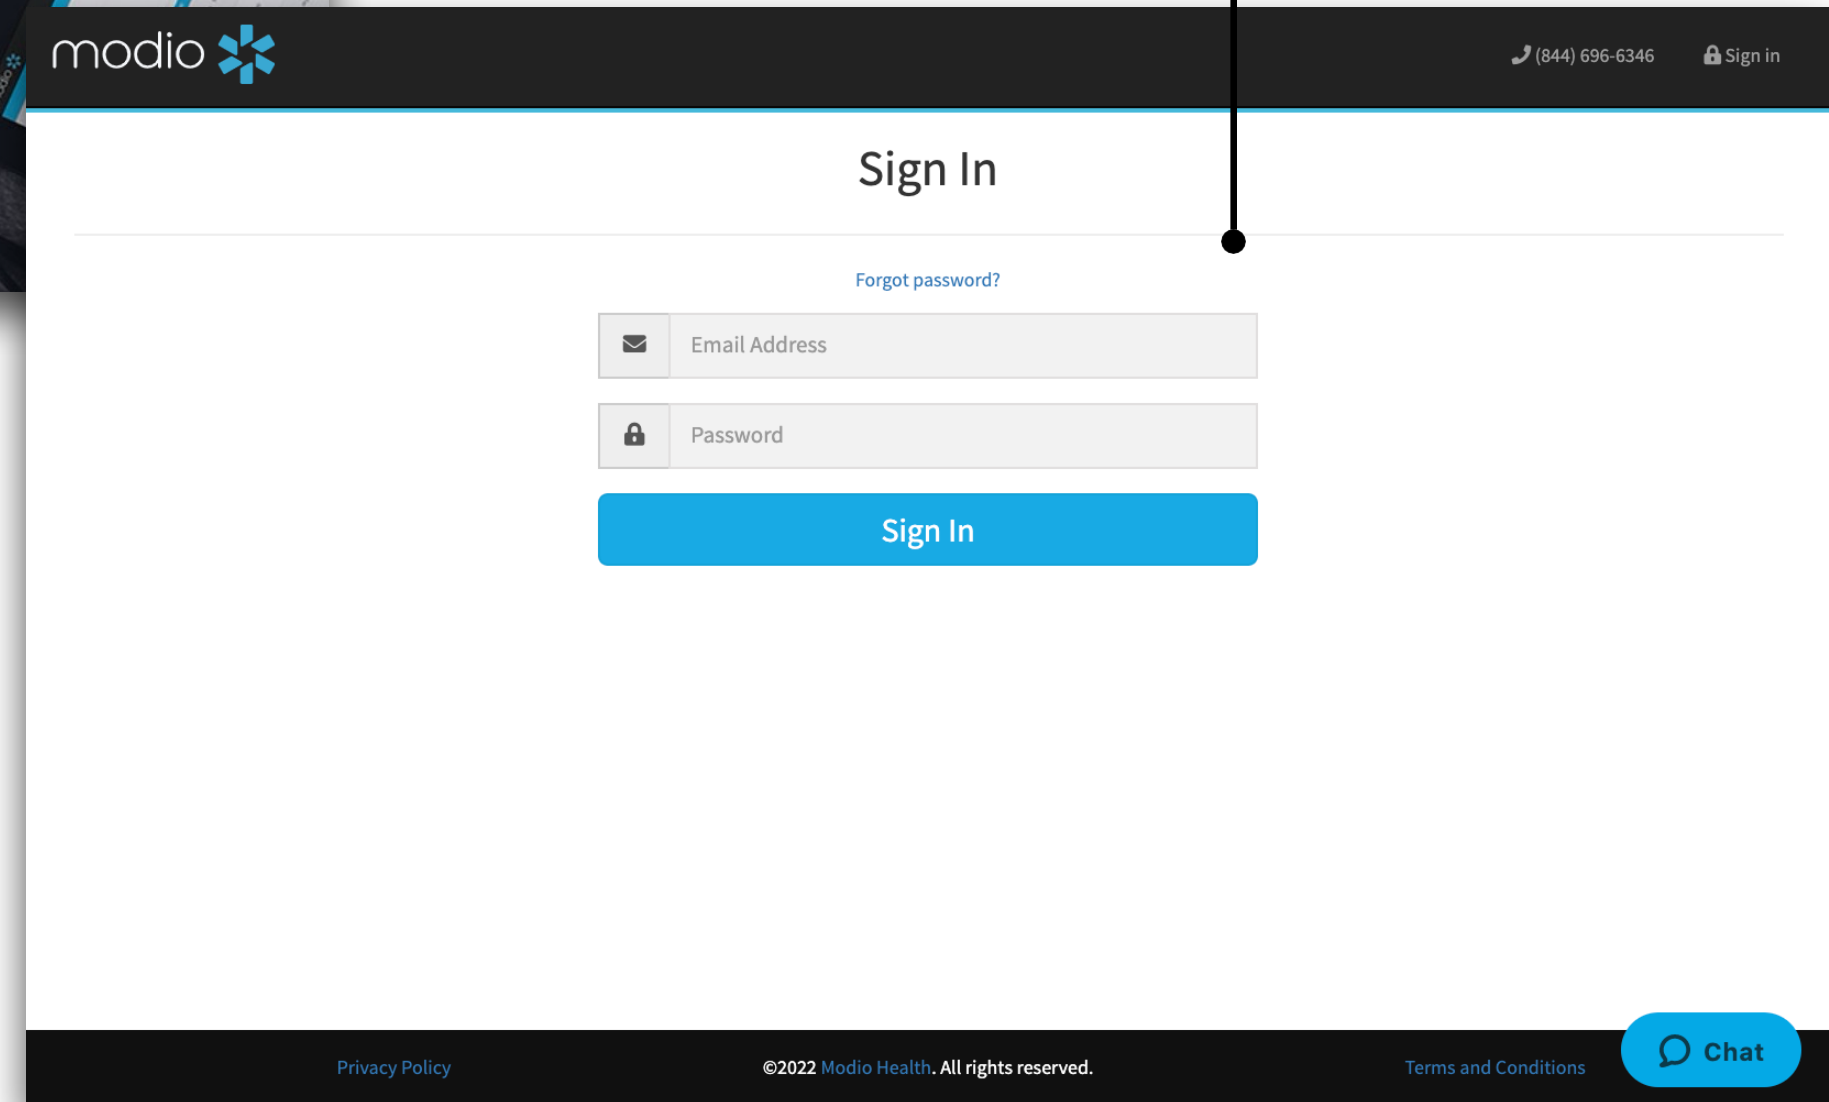 modio
(844) 696-6346 Sign in
Sign In
Forgot password?
Email Address
Password
Sign In
Privacy Policy
©2022 Modio Health. All rights reserved.
Terms and Conditions
Chat